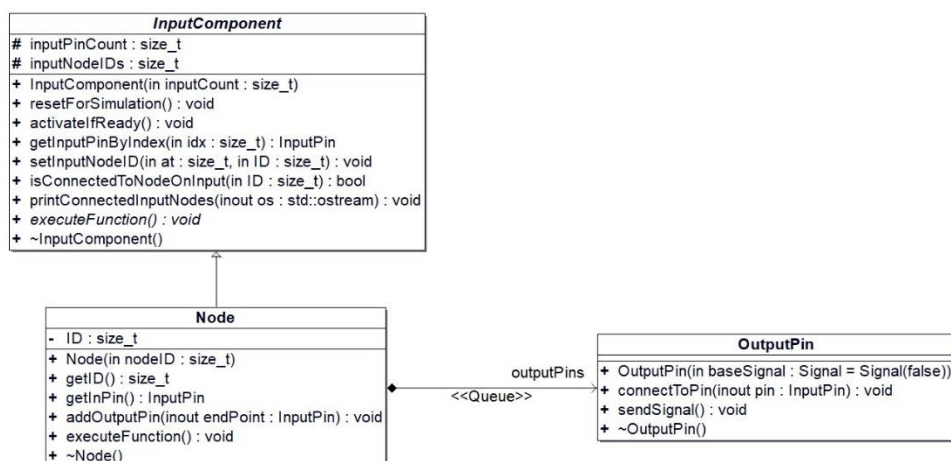 InputComponent
# inputPinCount : size_t
# inputNodeIDs : size_t
+ InputComponent(in inputCount : size_t)
+ resetForSimulation() : void
+ activateIfReady() : void
+ getInputPinByIndex(in idx : size_t) : InputPin
+ setInputNodeID(in at : size_t, in ID : size_t) : void
+ isConnectedToNodeOnInput(in ID : size_t) : bool
+ printConnectedInputNodes(inout os : std::ostream) : void
+ executeFunction() : void
+ ~InputComponent()
Node
- ID : size_t
+ Node(in nodeID : size_t)
+ getID() : size_t
+ getInPin() : InputPin
+ addOutputPin(inout endPoint : InputPin) : void
+ executeFunction() : void
+ ~Node()
outputPins
<<Queue>>
OutputPin
+ OutputPin(in baseSignal : Signal = Signal(false))
+ connectToPin(inout pin : InputPin) : void
+ sendSignal() : void
+ ~OutputPin()